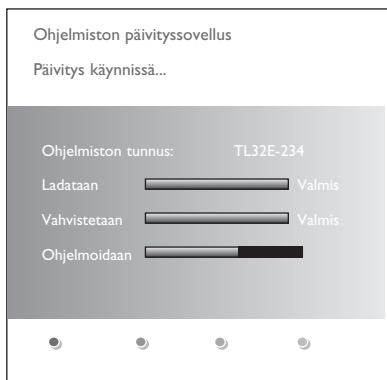 Ohjelmiston päivityssovellus
Päivitys käynnissä...
Ohjelmiston tunnus: TL32E-234
Ladataan Valmis
Vahvistetaan Valmis
Ohjelmoidaan